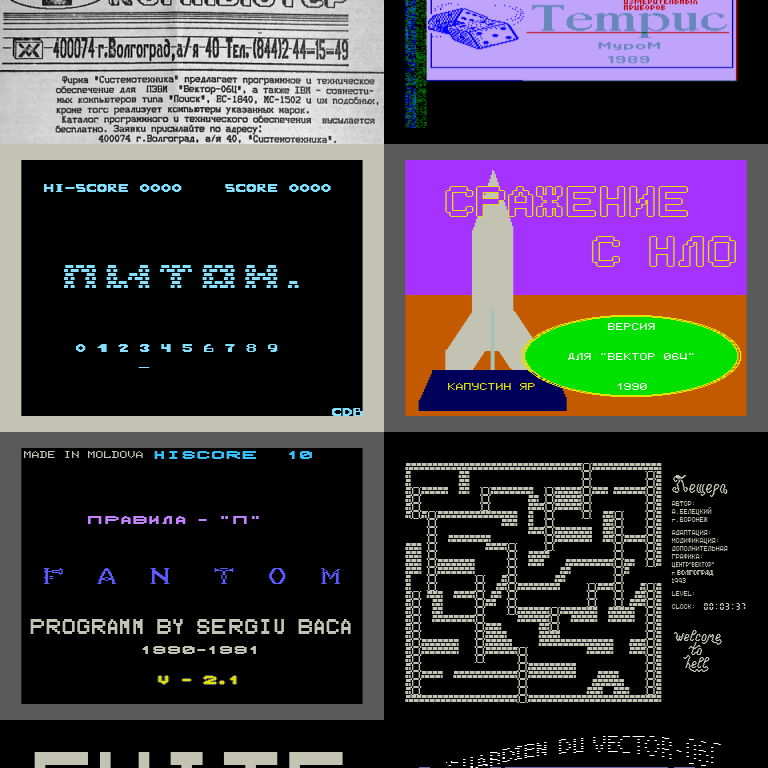 КОМПЬЮТЕР
400074 г.Волгоград,а/я 40 Тел.(844)2-44-15-49
Фирма "Системотехника" предлагает программное и техническое
обеспечение для ПЭВМ "Вектор-06Ц", а также IBM - совмести-
мых компьютеров типа "Поиск", ЕС-1840, МС-1502 и им подобных,
кроме того реализует компьютеры указанных марок.
Каталог программного и технического обеспечения высылается
бесплатно. Заявки присылайте по адресу:
400074 г.Волгоград, а/я 40, "Системотехника".
ИЗМЕРИТЕЛЬНЫХ
ПРИБОРОВ
Тетрис
МуроМ
1989
HI-SCORE 0000 SCORE 0000
ПИТОН.
0 1 2 3 4 5 6 7 8 9
СРАЖЕНИЕ
С НЛО
ВЕРСИЯ
ДЛЯ "ВЕКТОР 06Ц"
1990
КАПУСТИН ЯР
MADE IN MOLDOVA HISCORE 10
ПРАВИЛА - "П"
F A N T O M
PROGRAMM BY SERGIU BACA
1990-1991
V - 2.1
Пещера
АВТОР:
А.БЕЛЕЦКИЙ
г.ВОРОНЕЖ
АДАПТАЦИЯ:
МОДИФИКАЦИЯ:
ДОПОЛНИТЕЛЬНАЯ
ГРАФИКА:
ЦЕНТР"ВЕКТОР"
г.ВОЛГОГРАД
1993
LEVEL:
CLOCK: 00:03:37
welcome
to
hell
GUARDIEN DU VECTOR-06C